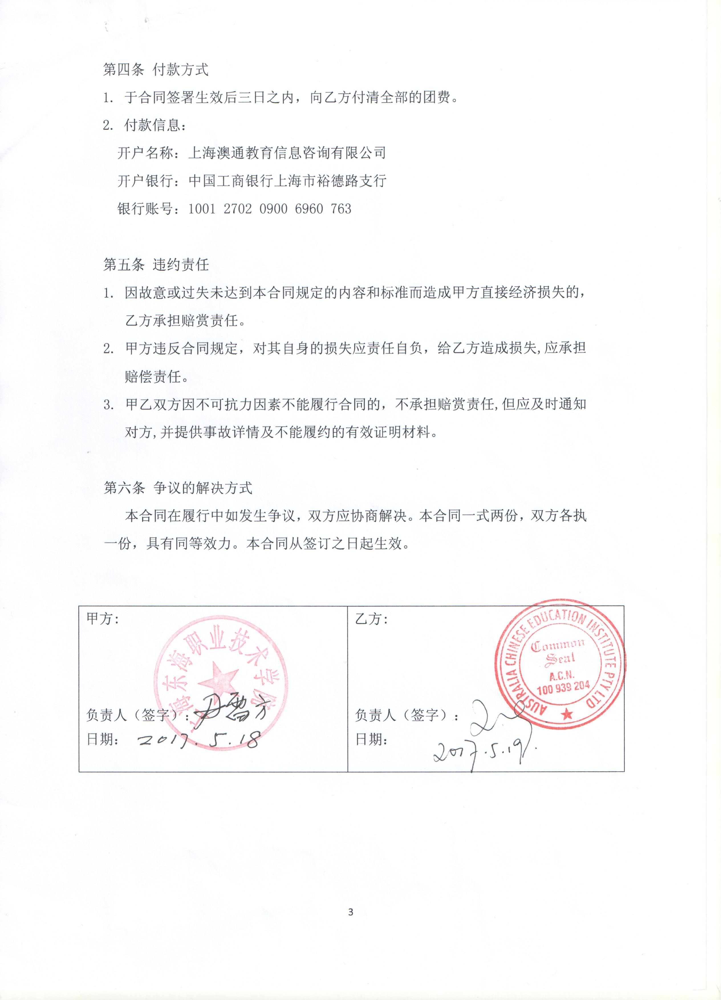 第四条 付款方式
1. 于合同签署生效后三日之内，向乙方付清全部的团费。
2. 付款信息：
开户名称：上海澳通教育信息咨询有限公司
开户银行：中国工商银行上海市裕德路支行
银行账号：1001 2702 0900 6960 763
第五条 违约责任
1. 因故意或过失未达到本合同规定的内容和标准而造成甲方直接经济损失的，
乙方承担赔赏责任。
2. 甲方违反合同规定，对其自身的损失应责任自负，给乙方造成损失,应承担
赔偿责任。
3. 甲乙双方因不可抗力因素不能履行合同的，不承担赔赏责任,但应及时通知
对方,并提供事故详情及不能履约的有效证明材料。
第六条 争议的解决方式
本合同在履行中如发生争议，双方应协商解决。本合同一式两份，双方各执
一份，具有同等效力。本合同从签订之日起生效。
甲方：
上海东海职业技术学院
负责人（签字）：
日期： 2017.5.18
乙方：
AUSTRALIA CHINESE EDUCATION INSTITUTE PTY LTD
Common
Seal
A.C.N.
100 939 204
负责人（签字）：
日期：
2017.5.19.
3